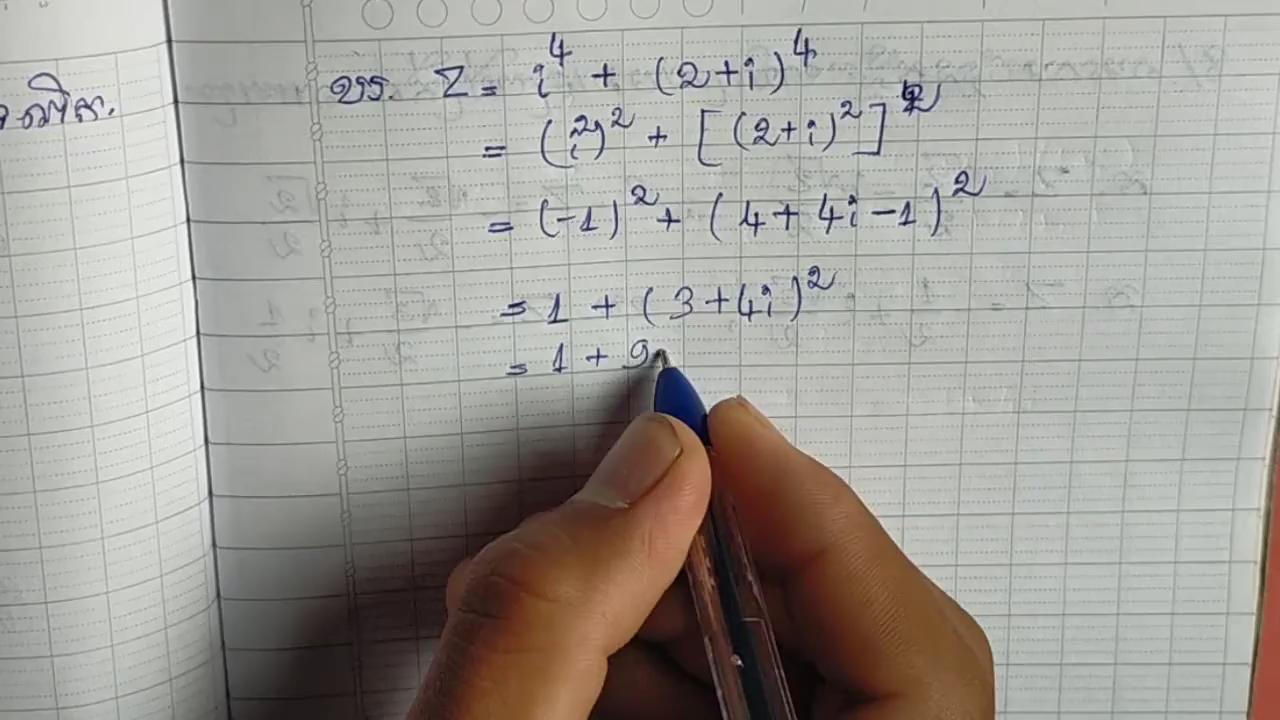 Z = i⁴ + (2+i)⁴
= (i²)² + [(2+i)²]²
= (-1)² + (4 + 4i - 1)²
= 1 + (3+4i)²
= 1 + 9